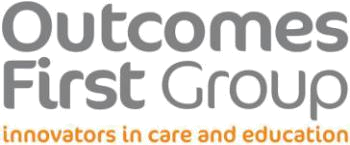 Outcomes
First Group
innovators in care and education